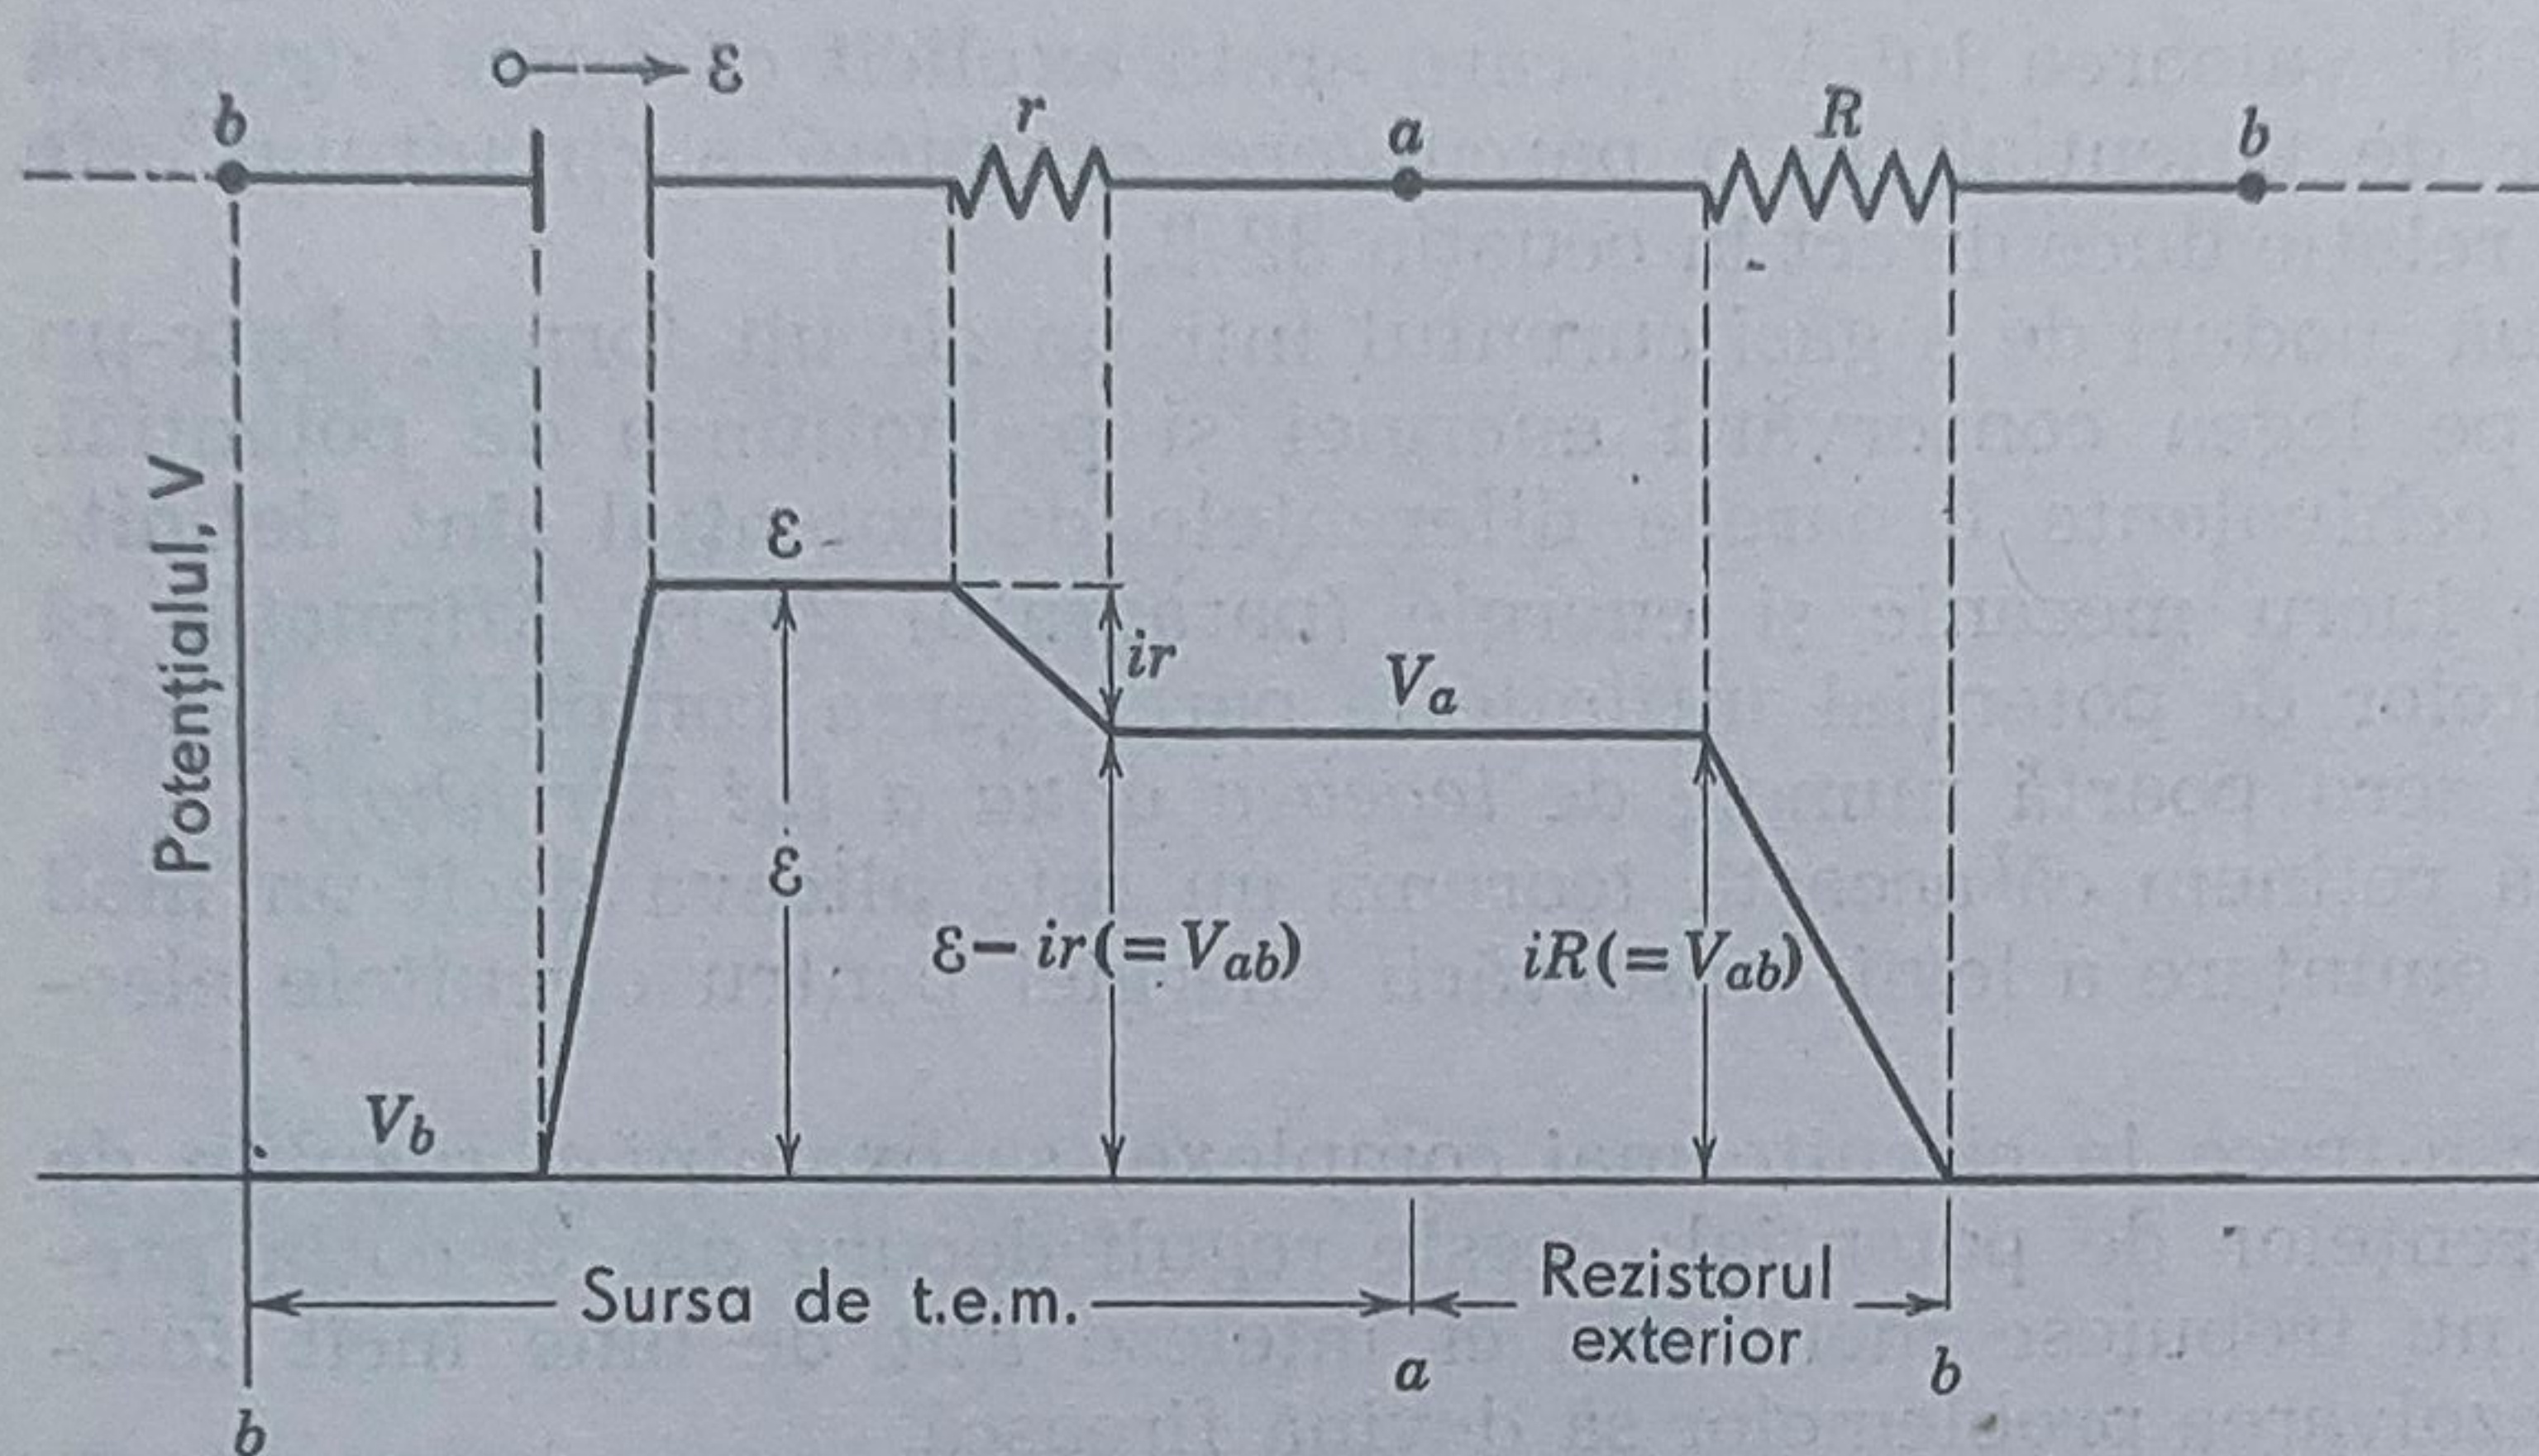 ℰ
b
r
a
R
b
Potențialul, V
ℰ
ir
Va
ℰ
ℰ – ir (= Vab)
iR (= Vab)
Vb
Sursa de t.e.m.
Rezistorul
exterior
a
b
b